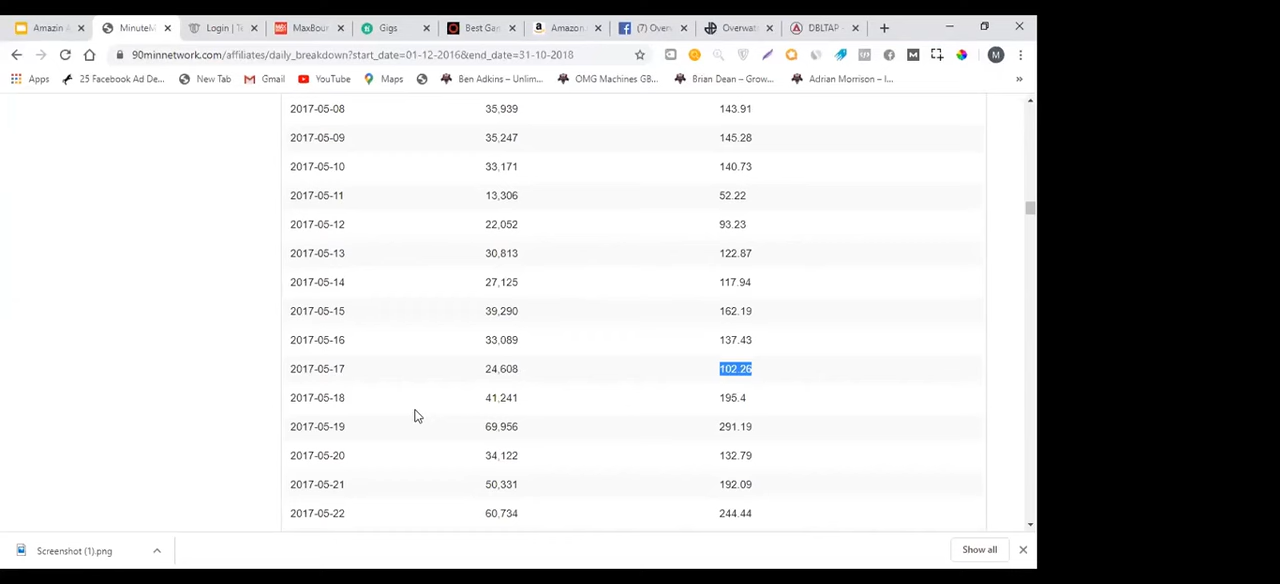 Amazin
MinuteM
Login | Te
MaxBour
Gigs
Best Gan
Amazon.
(7) Overv
Overwat
DBLTAP -
90minnetwork.com/affiliates/daily_breakdown?start_date=01-12-2016&end_date=31-10-2018
M
Apps
25 Facebook Ad De...
New Tab
Gmail
YouTube
Maps
Ben Adkins – Unlim...
OMG Machines GB...
Brian Dean – Grow...
Adrian Morrison – I...
»
2017-05-08 35,939 143.91
2017-05-09 35,247 145.28
2017-05-10 33,171 140.73
2017-05-11 13,306 52.22
2017-05-12 22,052 93.23
2017-05-13 30,813 122.87
2017-05-14 27,125 117.94
2017-05-15 39,290 162.19
2017-05-16 33,089 137.43
2017-05-17 24,608 102.26
2017-05-18 41,241 195.4
2017-05-19 69,956 291.19
2017-05-20 34,122 132.79
2017-05-21 50,331 192.09
2017-05-22 60,734 244.44
Screenshot (1).png
Show all